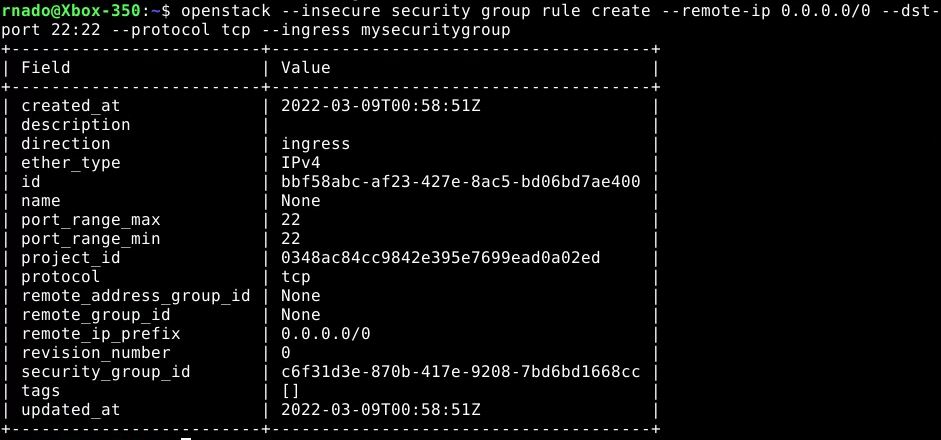 rnado@Xbox-350:~$ openstack --insecure security group rule create --remote-ip 0.0.0.0/0 --dst-
port 22:22 --protocol tcp --ingress mysecuritygroup
+-------------------------+--------------------------------------+
| Field                   | Value                                |
+-------------------------+--------------------------------------+
| created_at              | 2022-03-09T00:58:51Z                 |
| description             |                                      |
| direction               | ingress                              |
| ether_type              | IPv4                                 |
| id                      | bbf58abc-af23-427e-8ac5-bd06bd7ae400 |
| name                    | None                                 |
| port_range_max          | 22                                   |
| port_range_min          | 22                                   |
| project_id              | 0348ac84cc9842e395e7699ead0a02ed     |
| protocol                | tcp                                  |
| remote_address_group_id | None                                 |
| remote_group_id         | None                                 |
| remote_ip_prefix        | 0.0.0.0/0                            |
| revision_number         | 0                                    |
| security_group_id       | c6f31d3e-870b-417e-9208-7bd6bd1668cc |
| tags                    | []                                   |
| updated_at              | 2022-03-09T00:58:51Z                 |
+-------------------------+--------------------------------------+